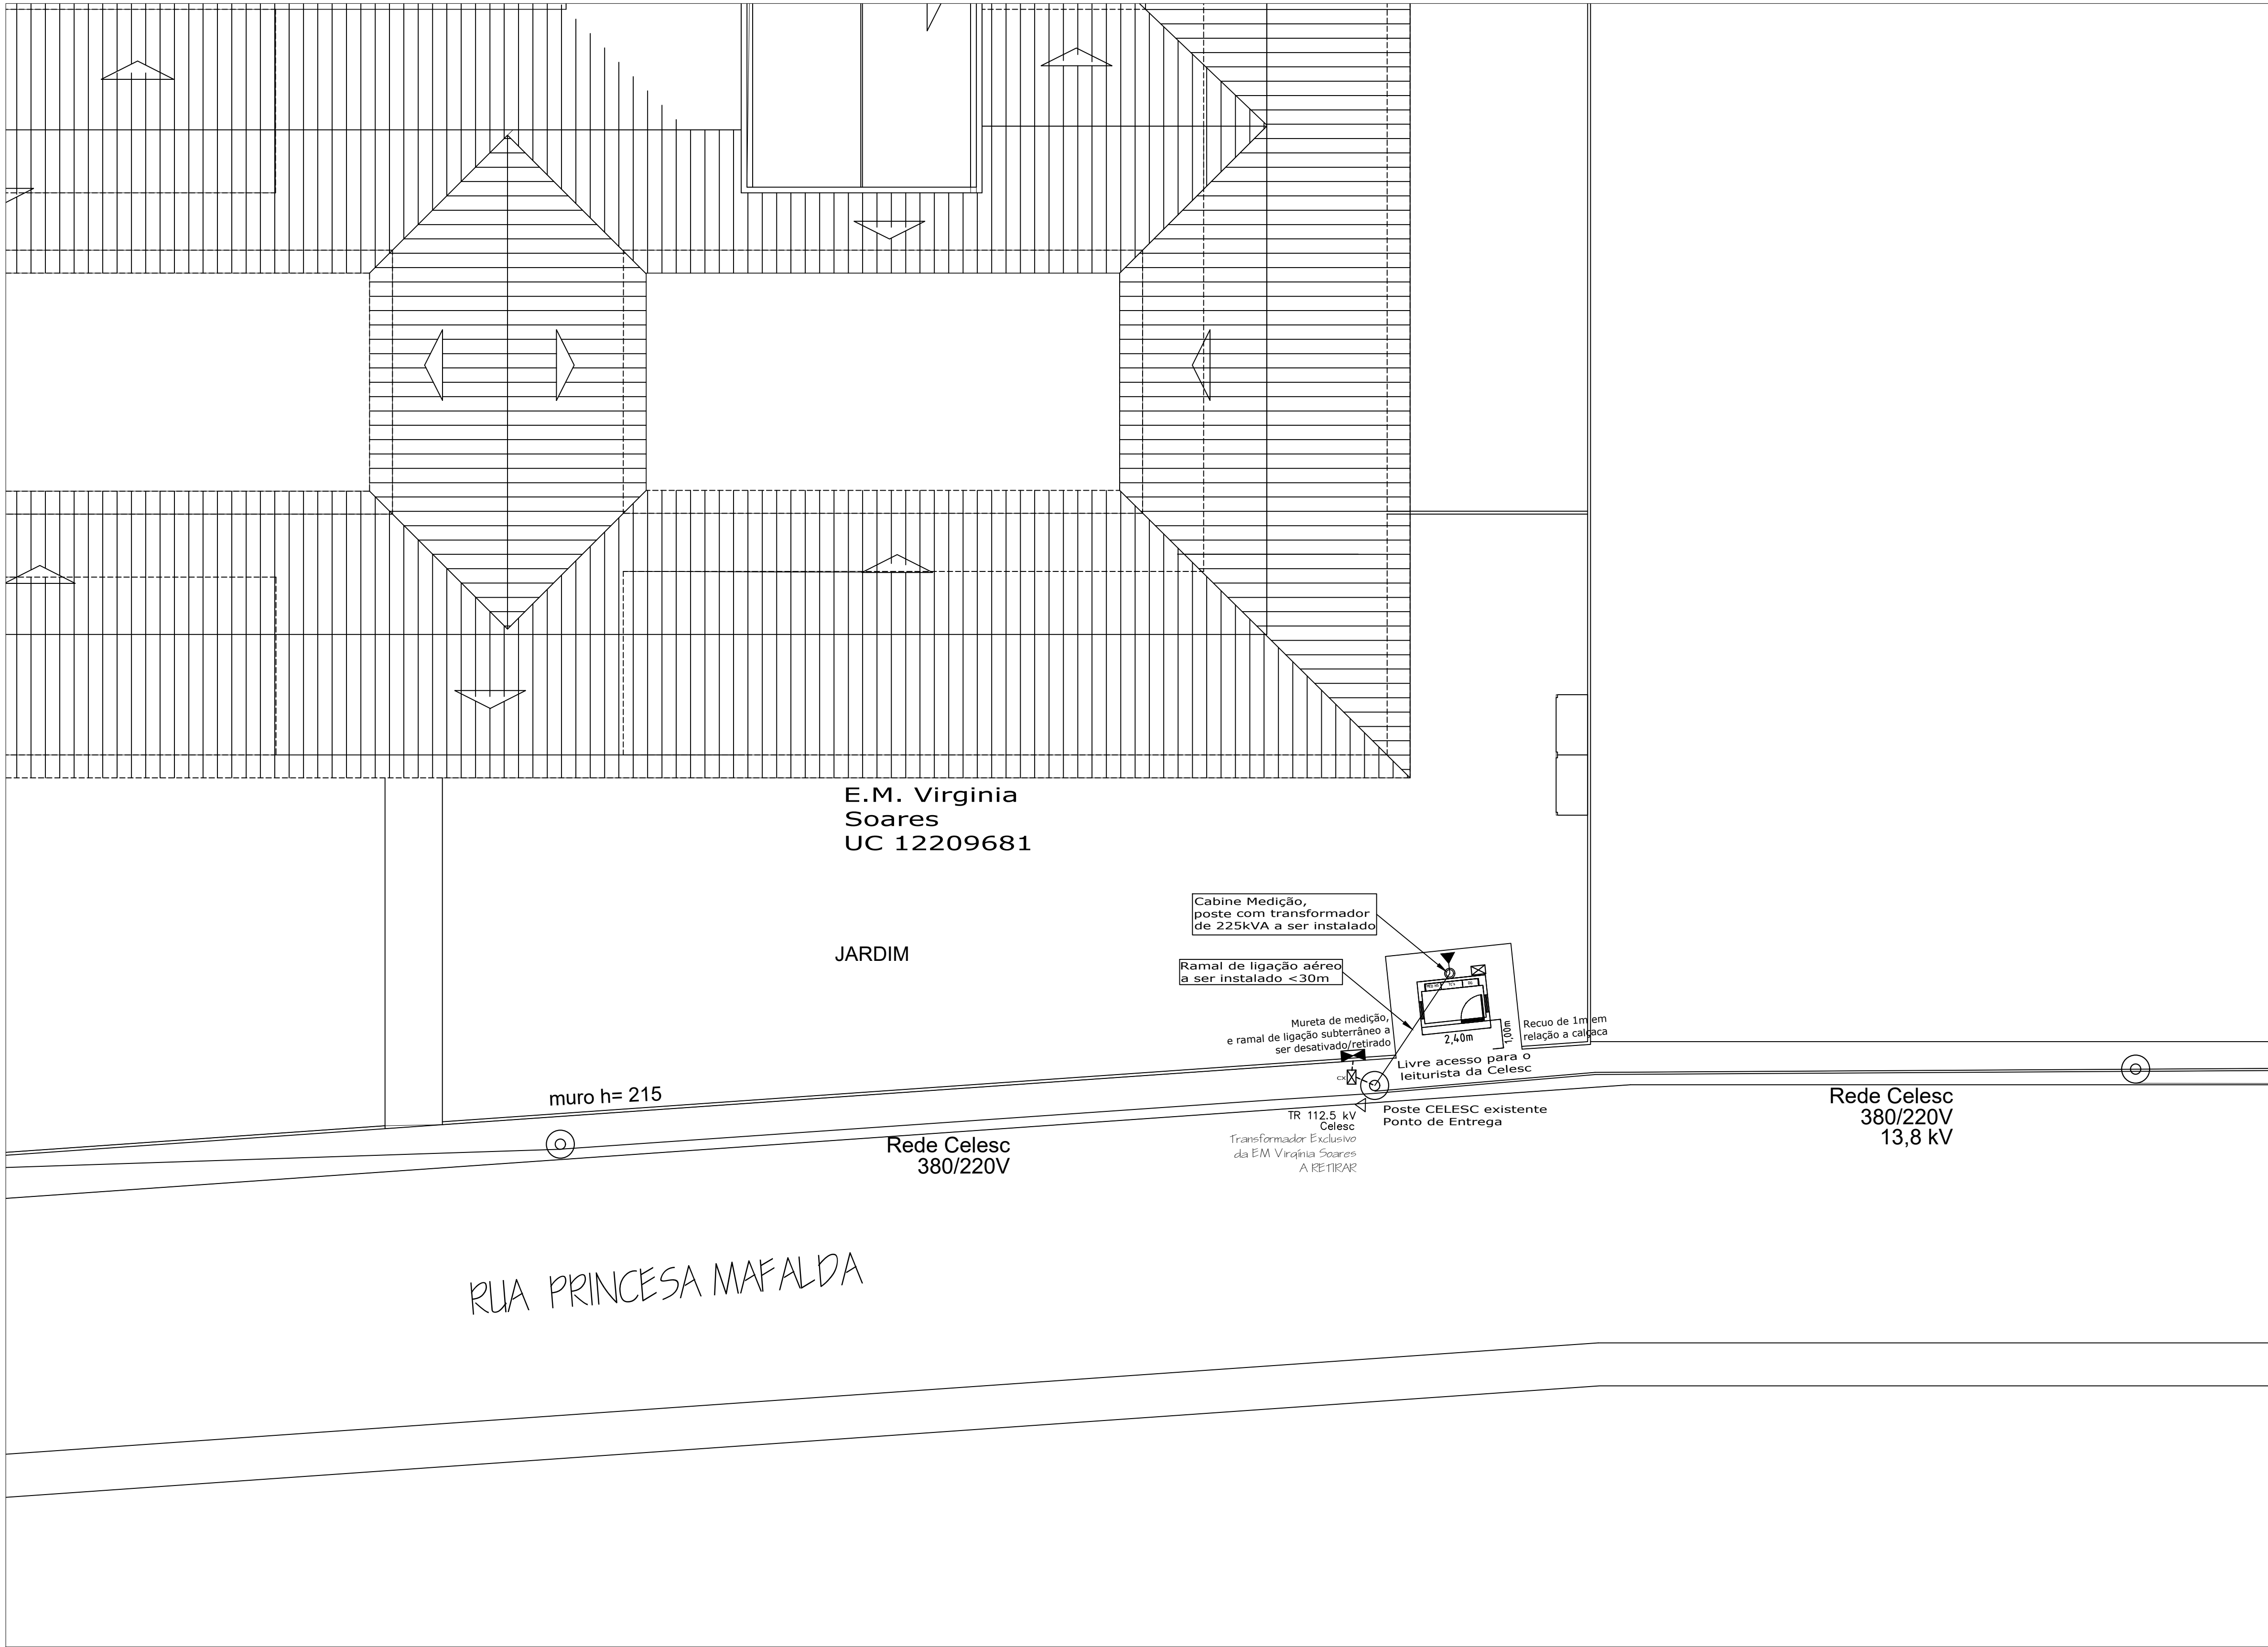 E.M. Virginia
Soares
UC 12209681
Cabine Medição,
poste com transformador
de 225kVA a ser instalado
JARDIM
Ramal de ligação aéreo
a ser instalado <30m
Mureta de medição,
e ramal de ligação subterrâneo a
ser desativado/retirado
2,40m
1,00m
Recuo de 1m em
relação a calçaca
Livre acesso para o
leiturista da Celesc
CX
muro h= 215
TR 112.5 kV
Celesc
Transformador Exclusivo
da EM Virgínia Soares
A RETIRAR
Poste CELESC existente
Ponto de Entrega
Rede Celesc
380/220V
Rede Celesc
380/220V
13,8 kV
RUA PRINCESA MAFALDA